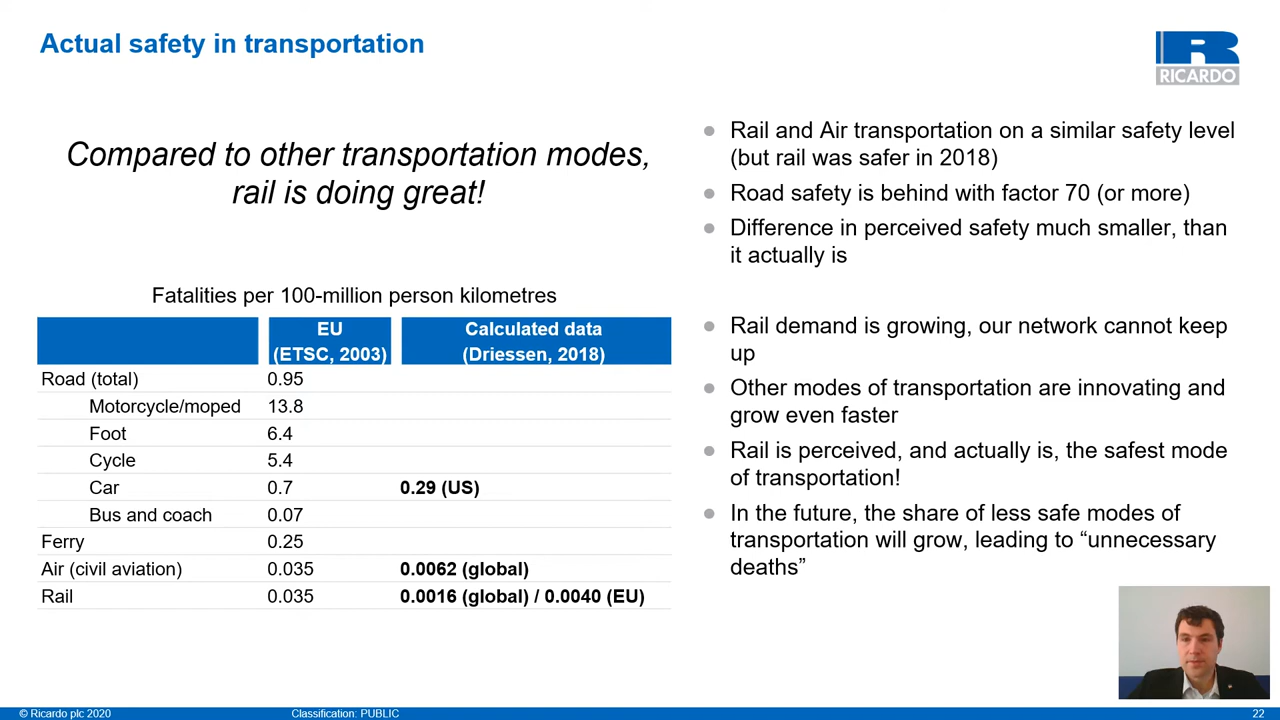 Actual safety in transportation
RICARDO
Compared to other transportation modes,
rail is doing great!
Fatalities per 100-million person kilometres
EU
(ETSC, 2003)
Calculated data
(Driessen, 2018)
Road (total) 0.95
Motorcycle/moped 13.8
Foot 6.4
Cycle 5.4
Car 0.7 0.29 (US)
Bus and coach 0.07
Ferry 0.25
Air (civil aviation) 0.035 0.0062 (global)
Rail 0.035 0.0016 (global) / 0.0040 (EU)
● Rail and Air transportation on a similar safety level
(but rail was safer in 2018)
● Road safety is behind with factor 70 (or more)
● Difference in perceived safety much smaller, than
it actually is
● Rail demand is growing, our network cannot keep
up
● Other modes of transportation are innovating and
grow even faster
● Rail is perceived, and actually is, the safest mode
of transportation!
● In the future, the share of less safe modes of
transportation will grow, leading to “unnecessary
deaths”
© Ricardo plc 2020
Classification: PUBLIC
22